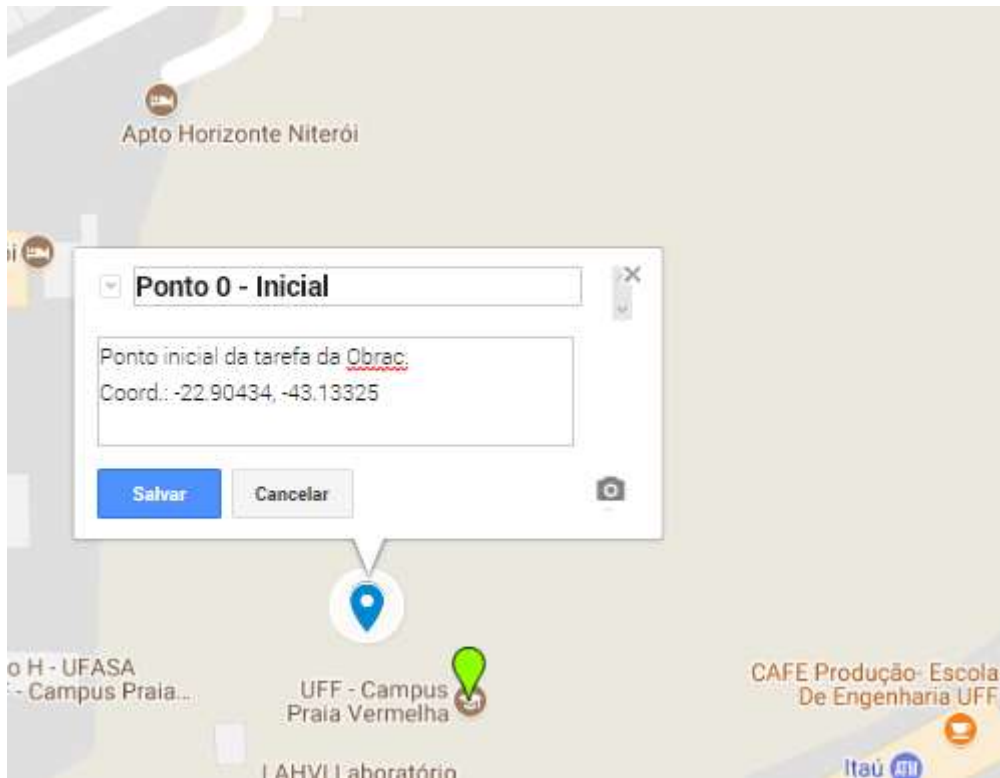 Apto Horizonte Niterói
Ponto 0 - Inicial
Ponto inicial da tarefa da Obrac.
Coord.: -22.90434, -43.13325
Salvar
Cancelar
o H - UFASA
- Campus Praia...
UFF - Campus
Praia Vermelha
CAFE Produção- Escola
De Engenharia UFF
LAHVI Laboratório
Itaú
ATM